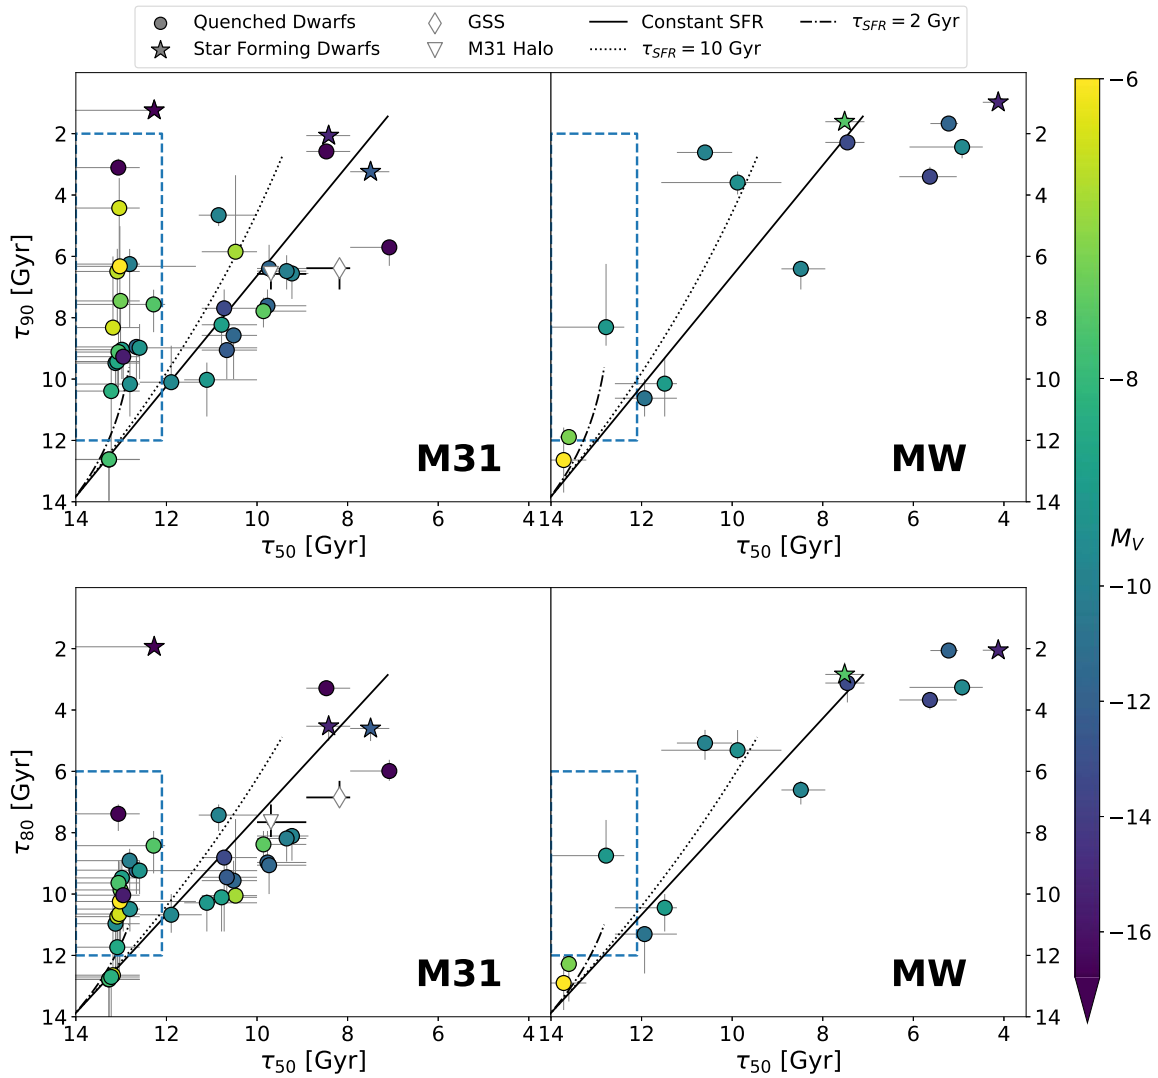 Quenched Dwarfs
Star Forming Dwarfs
GSS
M31 Halo
Constant SFR
τ_SFR = 10 Gyr
τ_SFR = 2 Gyr
2
4
6
8
10
12
14
τ₉₀ [Gyr]
M31
14 12 10 8 6 4
τ₅₀ [Gyr]
2
4
6
8
10
12
14
MW
14 12 10 8 6 4
τ₅₀ [Gyr]
2
4
6
8
10
12
14
τ₈₀ [Gyr]
M31
14 12 10 8 6 4
τ₅₀ [Gyr]
2
4
6
8
10
12
14
MW
14 12 10 8 6 4
τ₅₀ [Gyr]
−6
−8
−10
−12
−16
M_V